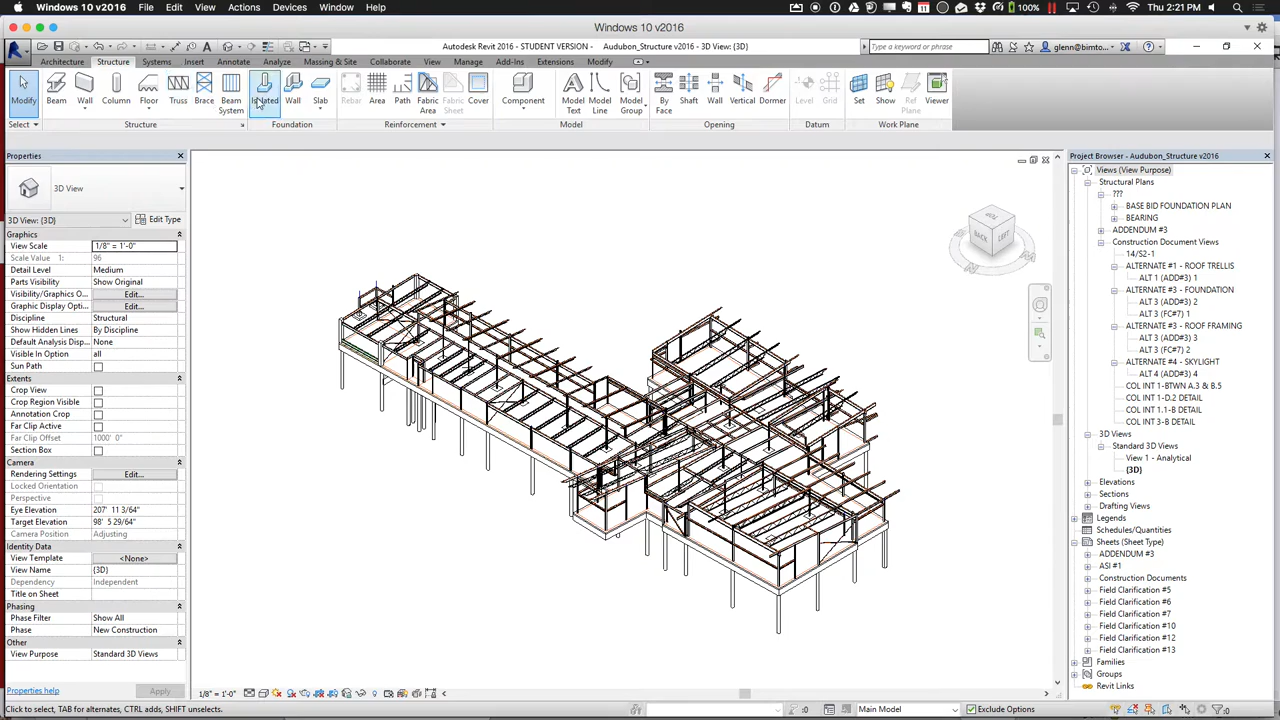 Windows 10 v2016 File Edit View Actions Devices Window Help
11
100%
Thu 2:21 PM
Windows 10 v2016
Autodesk Revit 2016 - STUDENT VERSION - Audubon_Structure v2016 - 3D View: {3D}
Type a keyword or phrase
glenn@bimto...
Architecture Structure Systems Insert Annotate Analyze Massing & Site Collaborate View Manage Add-Ins Extensions Modify
Modify
Beam
Wall
Column
Floor
Truss
Brace
Beam System
Isolated
Wall
Slab
Rebar
Area
Path
Fabric Area
Fabric Sheet
Cover
Component
Model Text
Model Line
Model Group
By Face
Shaft
Wall
Vertical
Dormer
Level
Grid
Set
Show
Ref Plane
Viewer
Select
Structure
Foundation
Reinforcement
Model
Opening
Datum
Work Plane
Properties
3D View
3D View: {3D}
Edit Type
Graphics
View Scale 1/8" = 1'-0"
Scale Value 1: 96
Detail Level Medium
Parts Visibility Show Original
Visibility/Graphics O... Edit...
Graphic Display Opti... Edit...
Discipline Structural
Show Hidden Lines By Discipline
Default Analysis Disp... None
Visible In Option all
Sun Path
Extents
Crop View
Crop Region Visible
Annotation Crop
Far Clip Active
Far Clip Offset 1000' 0"
Section Box
Camera
Rendering Settings Edit...
Locked Orientation
Perspective
Eye Elevation 207' 11 3/64"
Target Elevation 98' 5 29/64"
Camera Position Adjusting
Identity Data
View Template <None>
View Name {3D}
Dependency Independent
Title on Sheet
Phasing
Phase Filter Show All
Phase New Construction
Other
View Purpose Standard 3D Views
Properties help
Apply
BACK
LEFT
Project Browser - Audubon_Structure v2016
Views (View Purpose)
Structural Plans
???
BASE BID FOUNDATION PLAN
BEARING
ADDENDUM #3
Construction Document Views
14/S2-1
ALTERNATE #1 - ROOF TRELLIS
ALT 1 (ADD#3) 1
ALTERNATE #3 - FOUNDATION
ALT 3 (ADD#3) 2
ALT 3 (FC#7) 1
ALTERNATE #3 - ROOF FRAMING
ALT 3 (ADD#3) 3
ALT 3 (FC#7) 2
ALTERNATE #4 - SKYLIGHT
ALT 4 (ADD#3) 4
COL INT 1-BTWN A.3 & B.5
COL INT 1-D.2 DETAIL
COL INT 1.1-B DETAIL
COL INT 3-B DETAIL
3D Views
Standard 3D Views
View 1 - Analytical
{3D}
Elevations
Sections
Drafting Views
Legends
Schedules/Quantities
Sheets (Sheet Type)
ADDENDUM #3
ASI #1
Construction Documents
Field Clarification #5
Field Clarification #6
Field Clarification #7
Field Clarification #10
Field Clarification #12
Field Clarification #13
Families
Groups
Revit Links
1/8" = 1'-0"
Click to select, TAB for alternates, CTRL adds, SHIFT unselects.
:0
Main Model
Exclude Options
:0